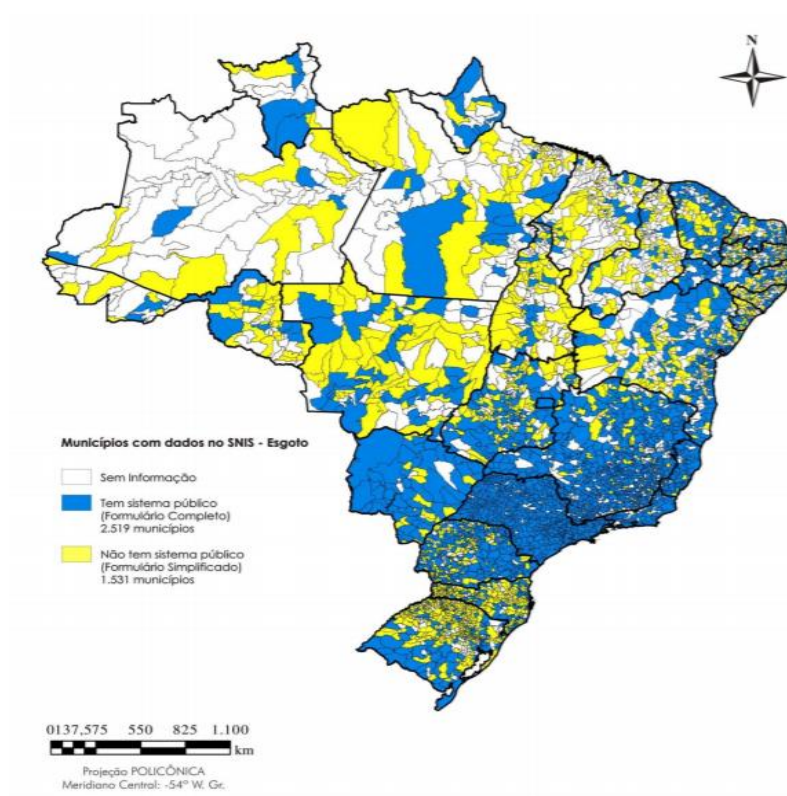 N
Municípios com dados no SNIS - Esgoto
Sem Informação
Tem sistema público
(Formulário Completo)
2.519 municípios
Não tem sistema público
(Formulário Simplificado)
1.531 municípios
0137,575 550 825 1.100
km
Projeção POLICÔNICA
Meridiano Central: -54º W. Gr.